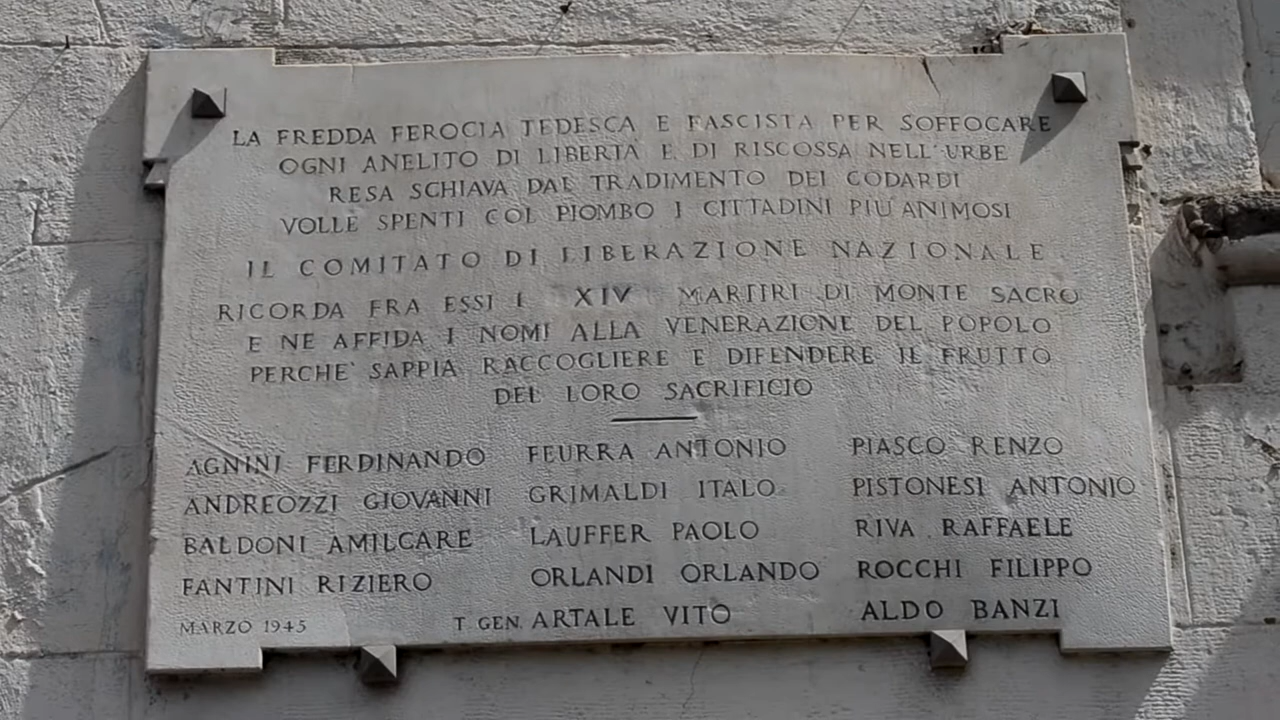 LA FREDDA FEROCIA TEDESCA E FASCISTA PER SOFFOCARE
OGNI ANELITO DI LIBERTA E DI RISCOSSA NELL'URBE
RESA SCHIAVA DAL TRADIMENTO DEI CODARDI
VOLLE SPENTI COL PIOMBO I CITTADINI PIU' ANIMOSI
IL COMITATO DI LIBERAZIONE NAZIONALE
RICORDA FRA ESSI I XIV MARTIRI DI MONTE SACRO
E NE AFFIDA I NOMI ALLA VENERAZIONE DEL POPOLO
PERCHE' SAPPIA RACCOGLIERE E DIFENDERE IL FRUTTO
DEL LORO SACRIFICIO
AGNINI FERDINANDO FEURRA ANTONIO PIASCO RENZO
ANDREOZZI GIOVANNI GRIMALDI ITALO PISTONESI ANTONIO
BALDONI AMILCARE LAUFFER PAOLO RIVA RAFFAELE
FANTINI RIZIERO ORLANDI ORLANDO ROCCHI FILIPPO
MARZO 1945 T. GEN. ARTALE VITO ALDO BANZI